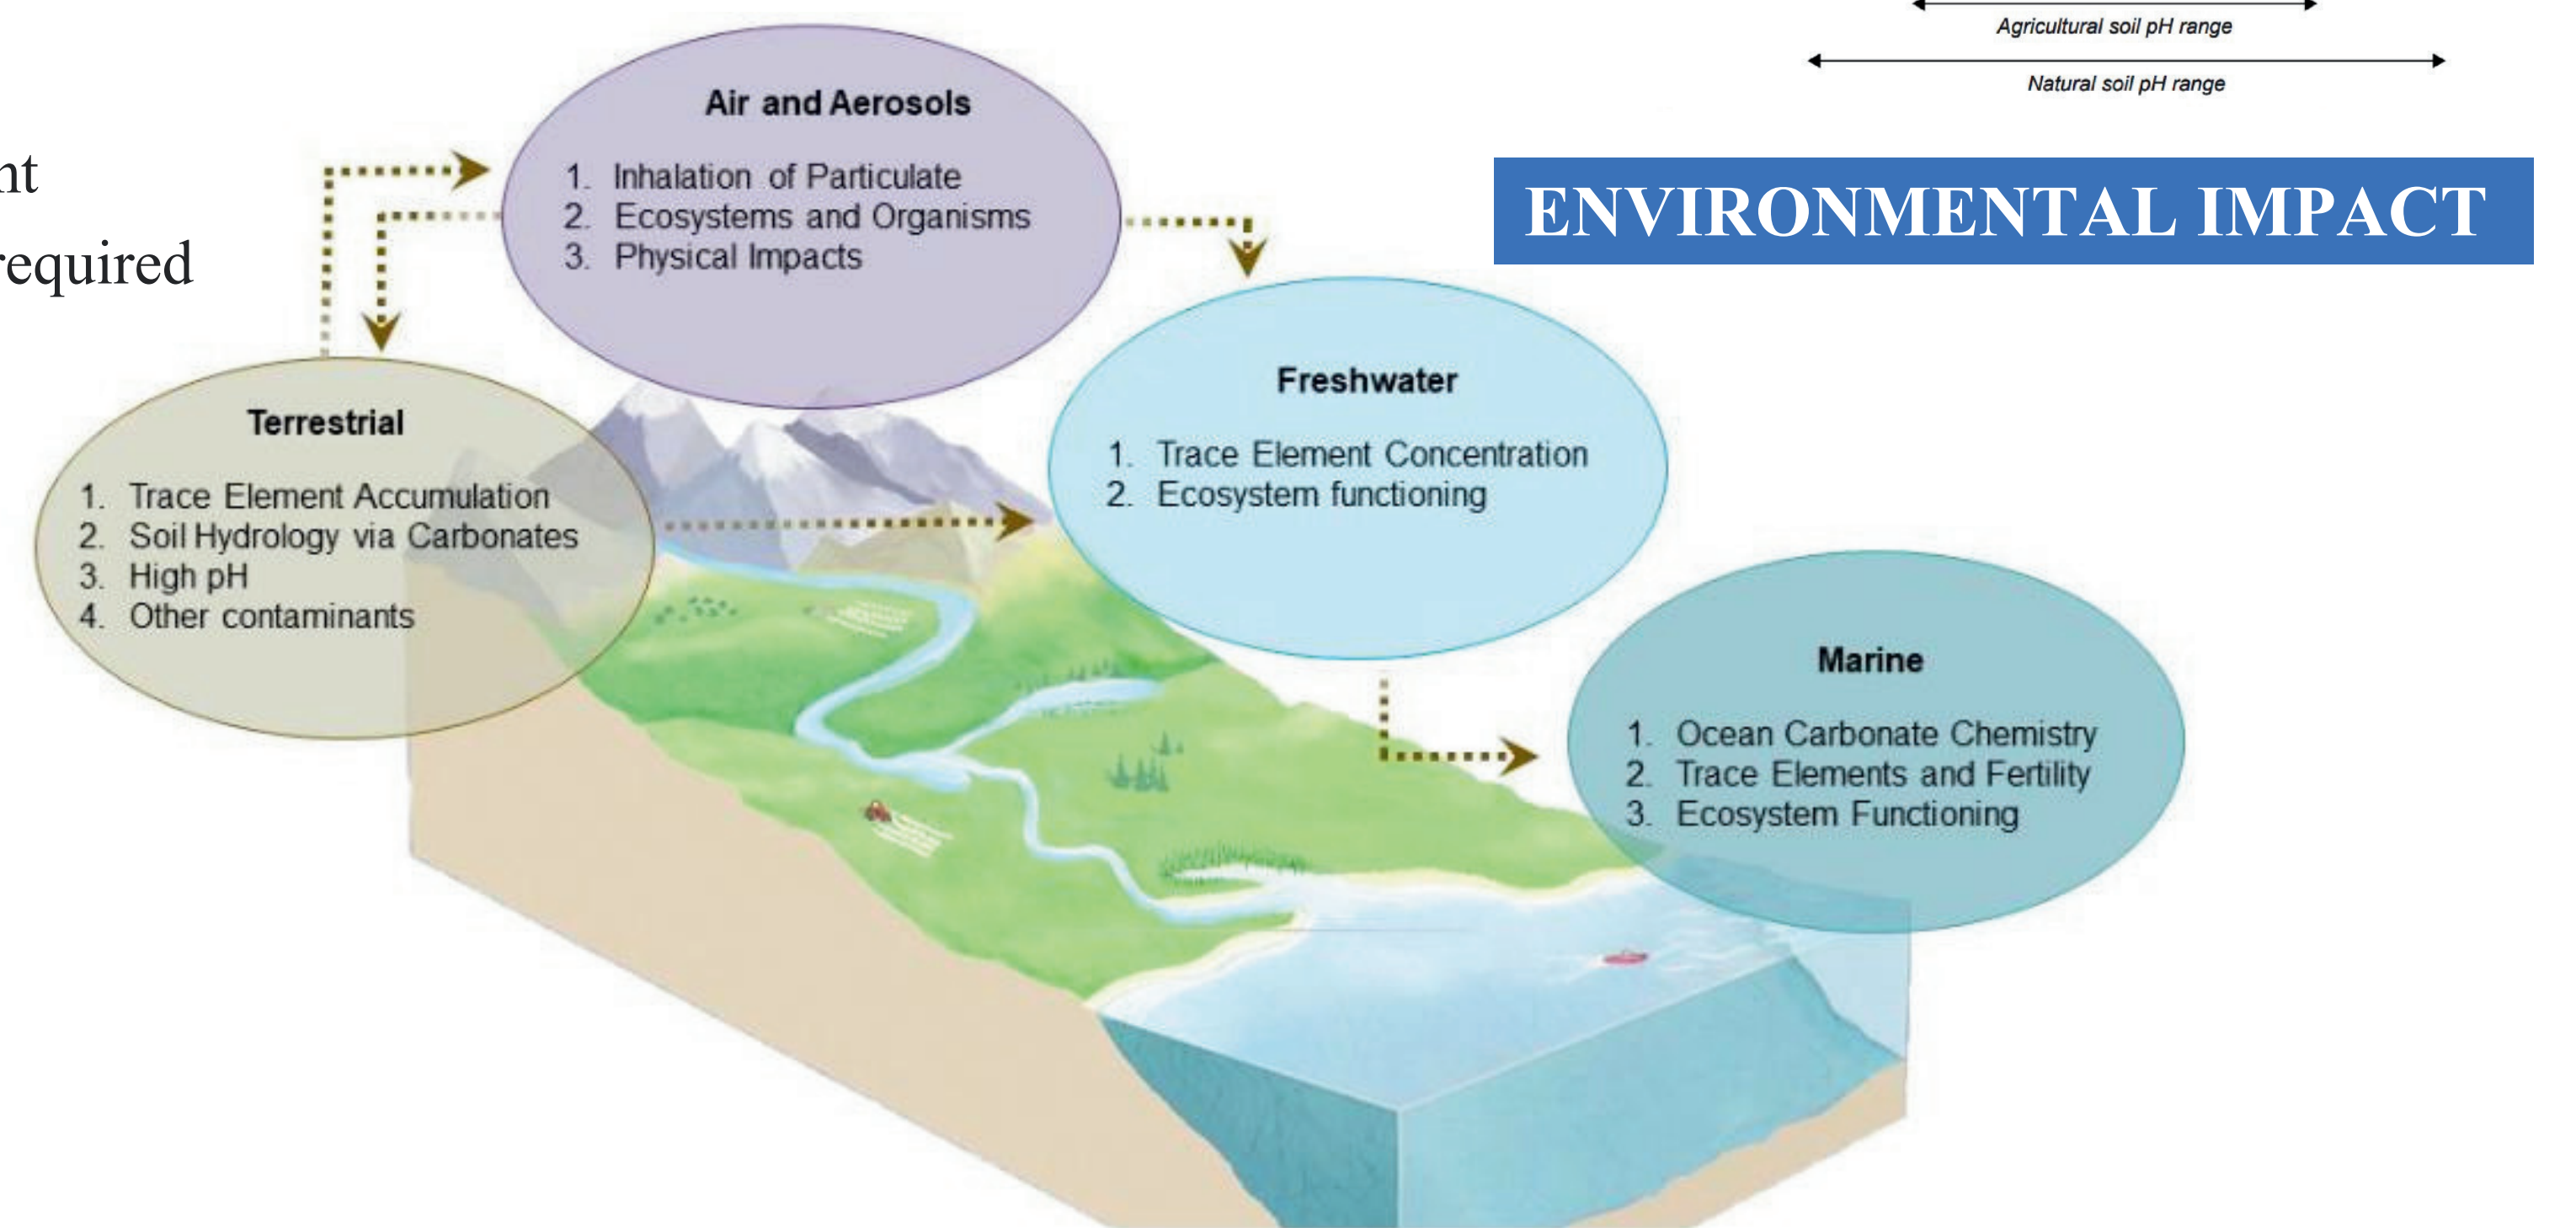 Agricultural soil pH range
Natural soil pH range
nt
required
ENVIRONMENTAL IMPACT
Air and Aerosols
1. Inhalation of Particulate
2. Ecosystems and Organisms
3. Physical Impacts
Freshwater
1. Trace Element Concentration
2. Ecosystem functioning
Terrestrial
1. Trace Element Accumulation
2. Soil Hydrology via Carbonates
3. High pH
4. Other contaminants
Marine
1. Ocean Carbonate Chemistry
2. Trace Elements and Fertility
3. Ecosystem Functioning